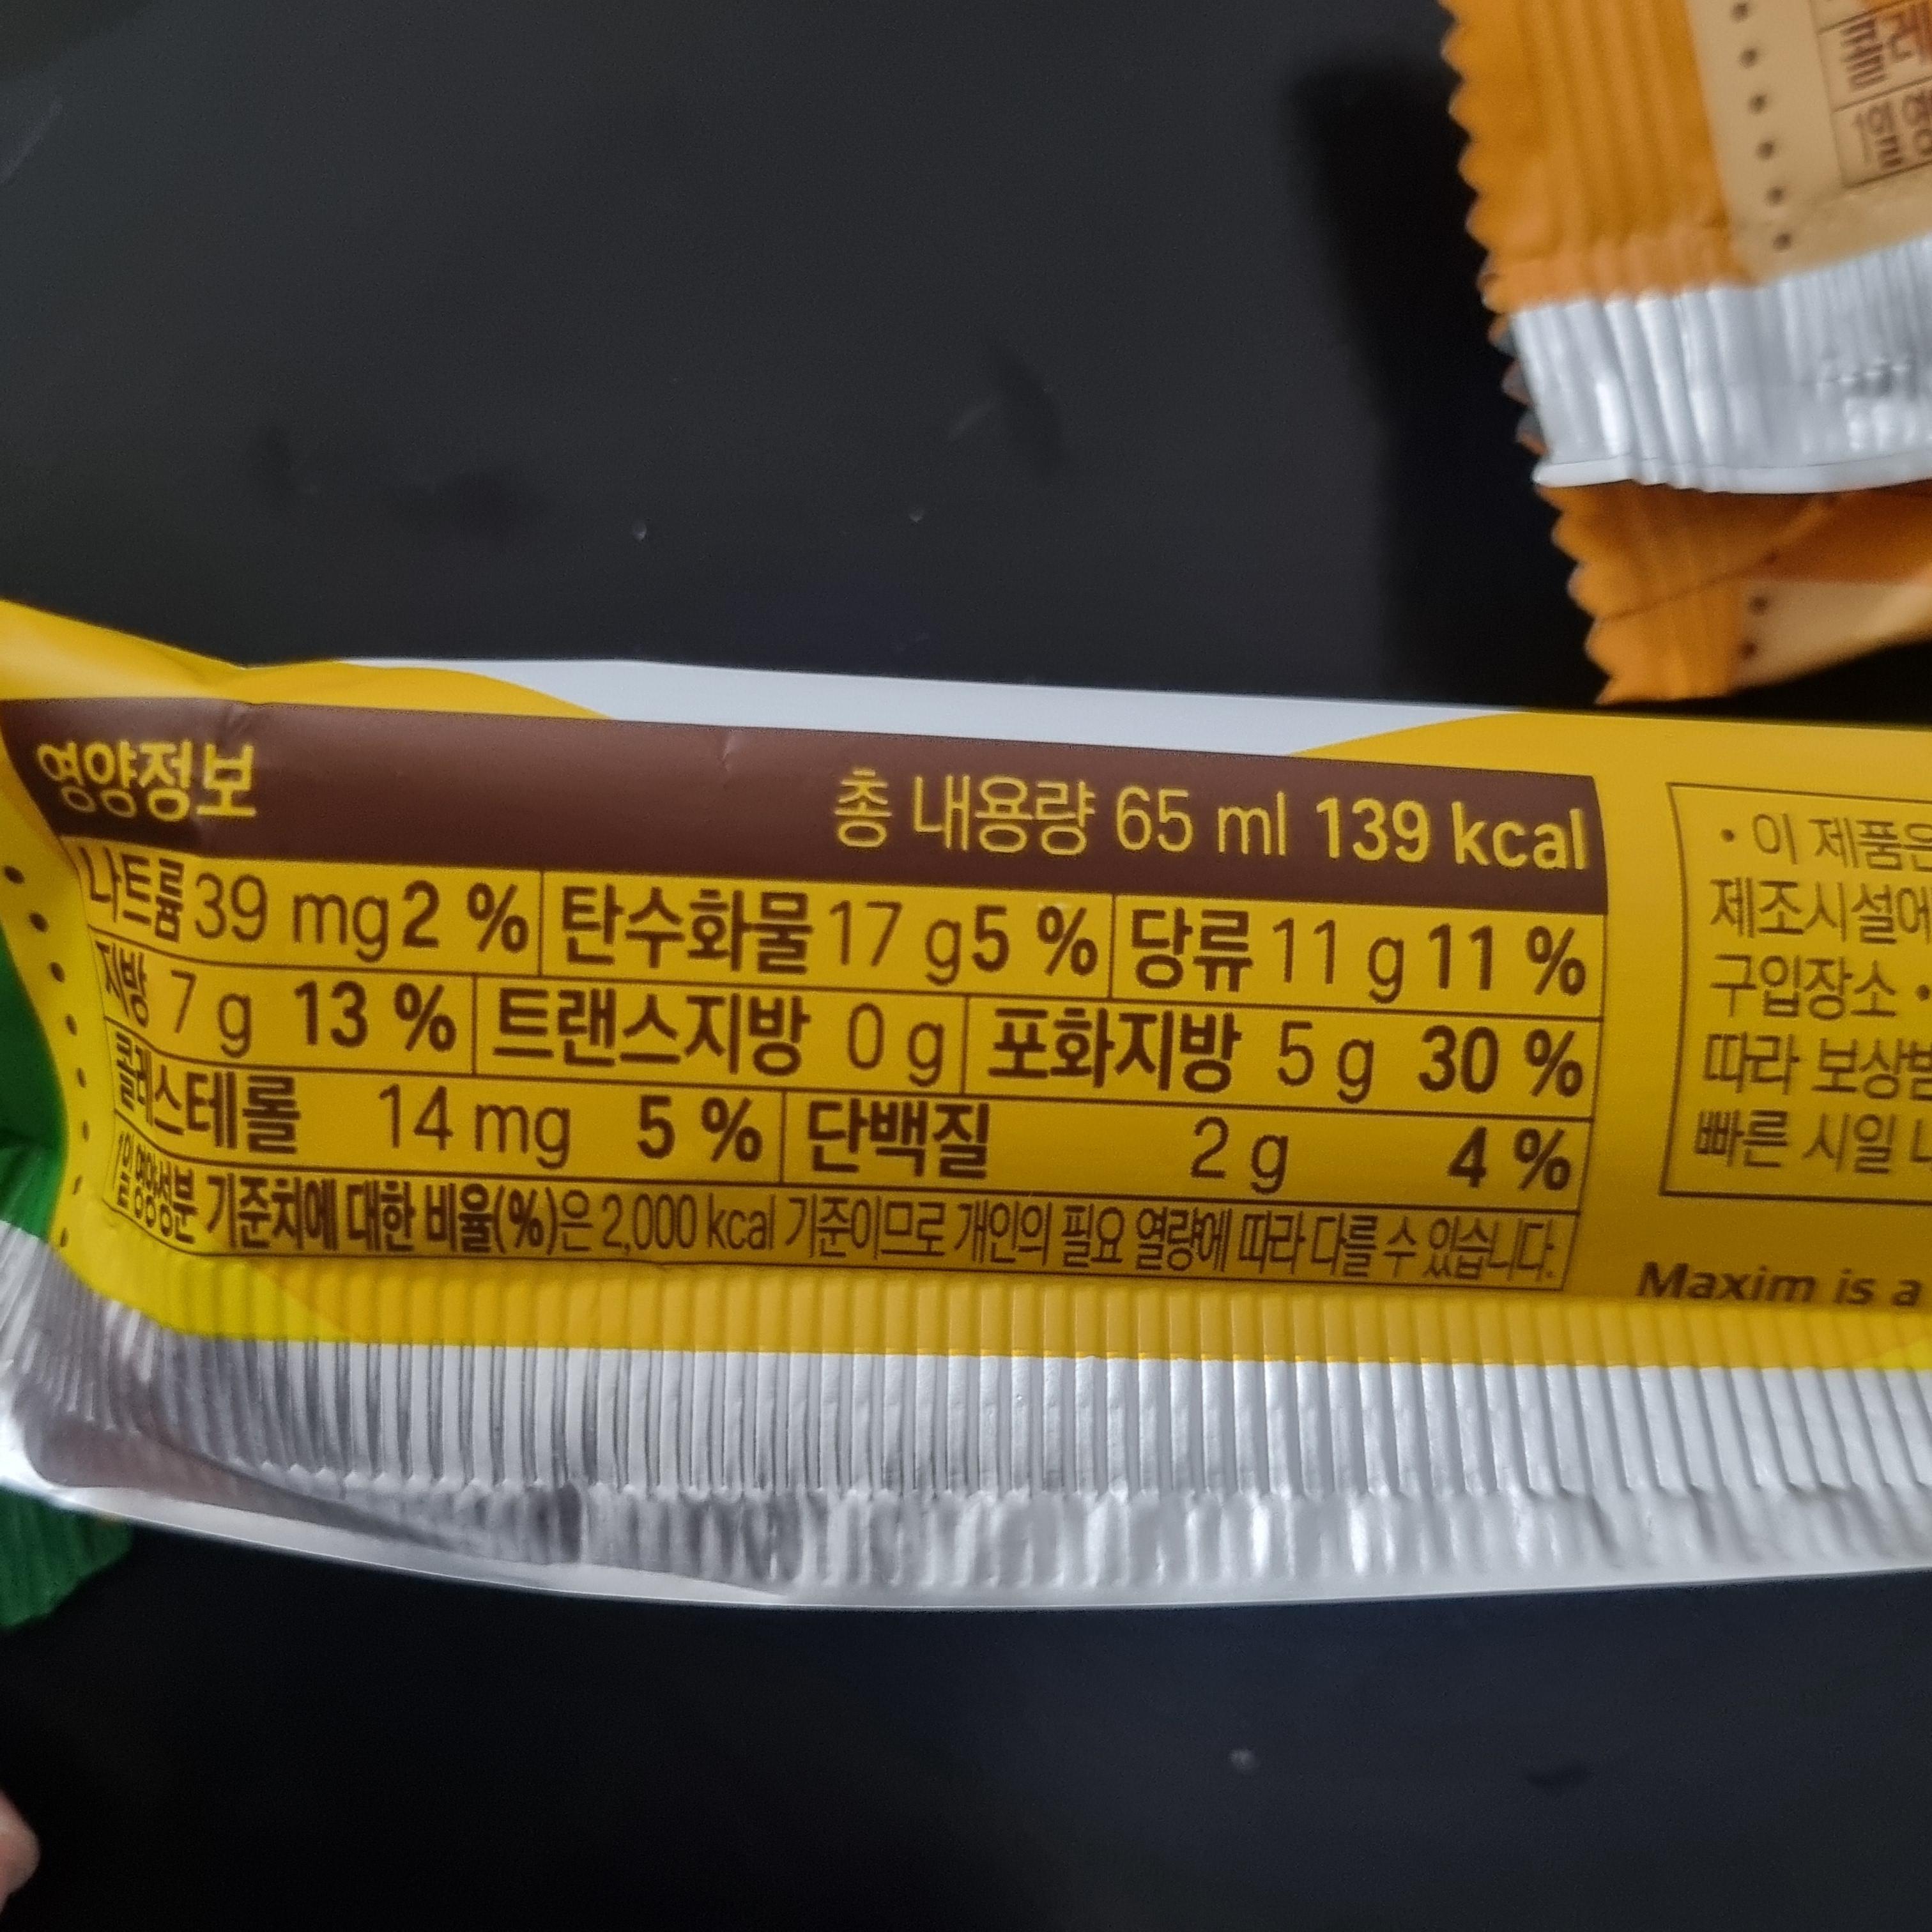 영양정보 총 내용량 65 ml 139 kcal
나트륨 39 mg 2 % 탄수화물 17 g 5 % 당류 11 g 11 %
지방 7 g 13 % 트랜스지방 0 g 포화지방 5 g 30 %
콜레스테롤 14 mg 5 % 단백질 2 g 4 %
1일 영양성분 기준치에 대한 비율(%)은 2,000 kcal 기준이므로 개인의 필요 열량에 따라 다를 수 있습니다.
• 이 제품은
제조시설에
구입장소 •
따라 보상
빠른 시일
Maxim is a